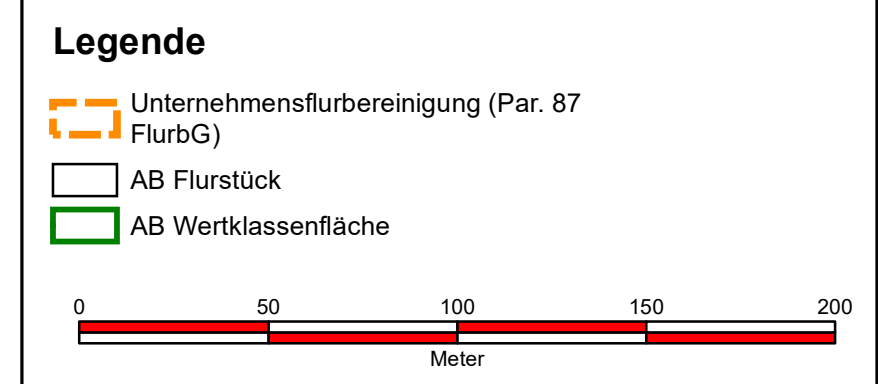 Legende
Unternehmensflurbereinigung (Par. 87
FlurbG)
AB Flurstück
AB Wertklassenfläche
0 50 100 150 200
Meter